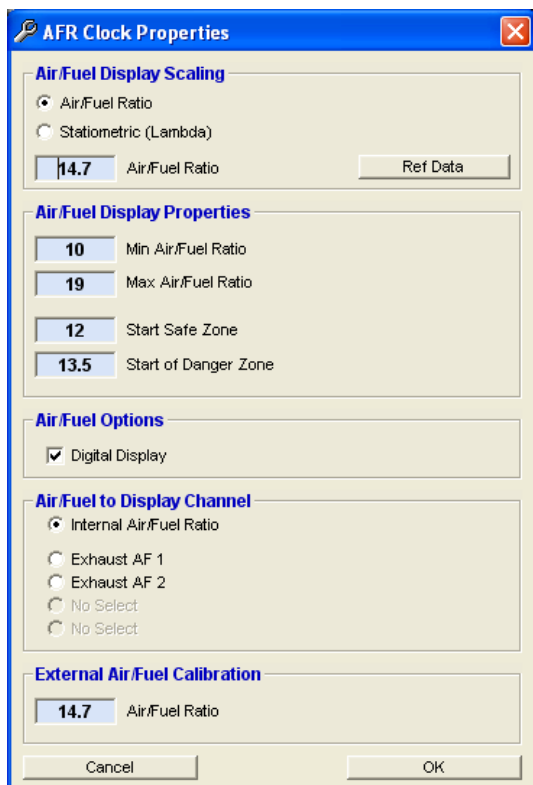 AFR Clock Properties
Air/Fuel Display Scaling
Air/Fuel Ratio
Statiometric (Lambda)
14.7 Air/Fuel Ratio Ref Data
Air/Fuel Display Properties
10 Min Air/Fuel Ratio
19 Max Air/Fuel Ratio
12 Start Safe Zone
13.5 Start of Danger Zone
Air/Fuel Options
Digital Display
Air/Fuel to Display Channel
Internal Air/Fuel Ratio
Exhaust AF 1
Exhaust AF 2
No Select
No Select
External Air/Fuel Calibration
14.7 Air/Fuel Ratio
Cancel OK